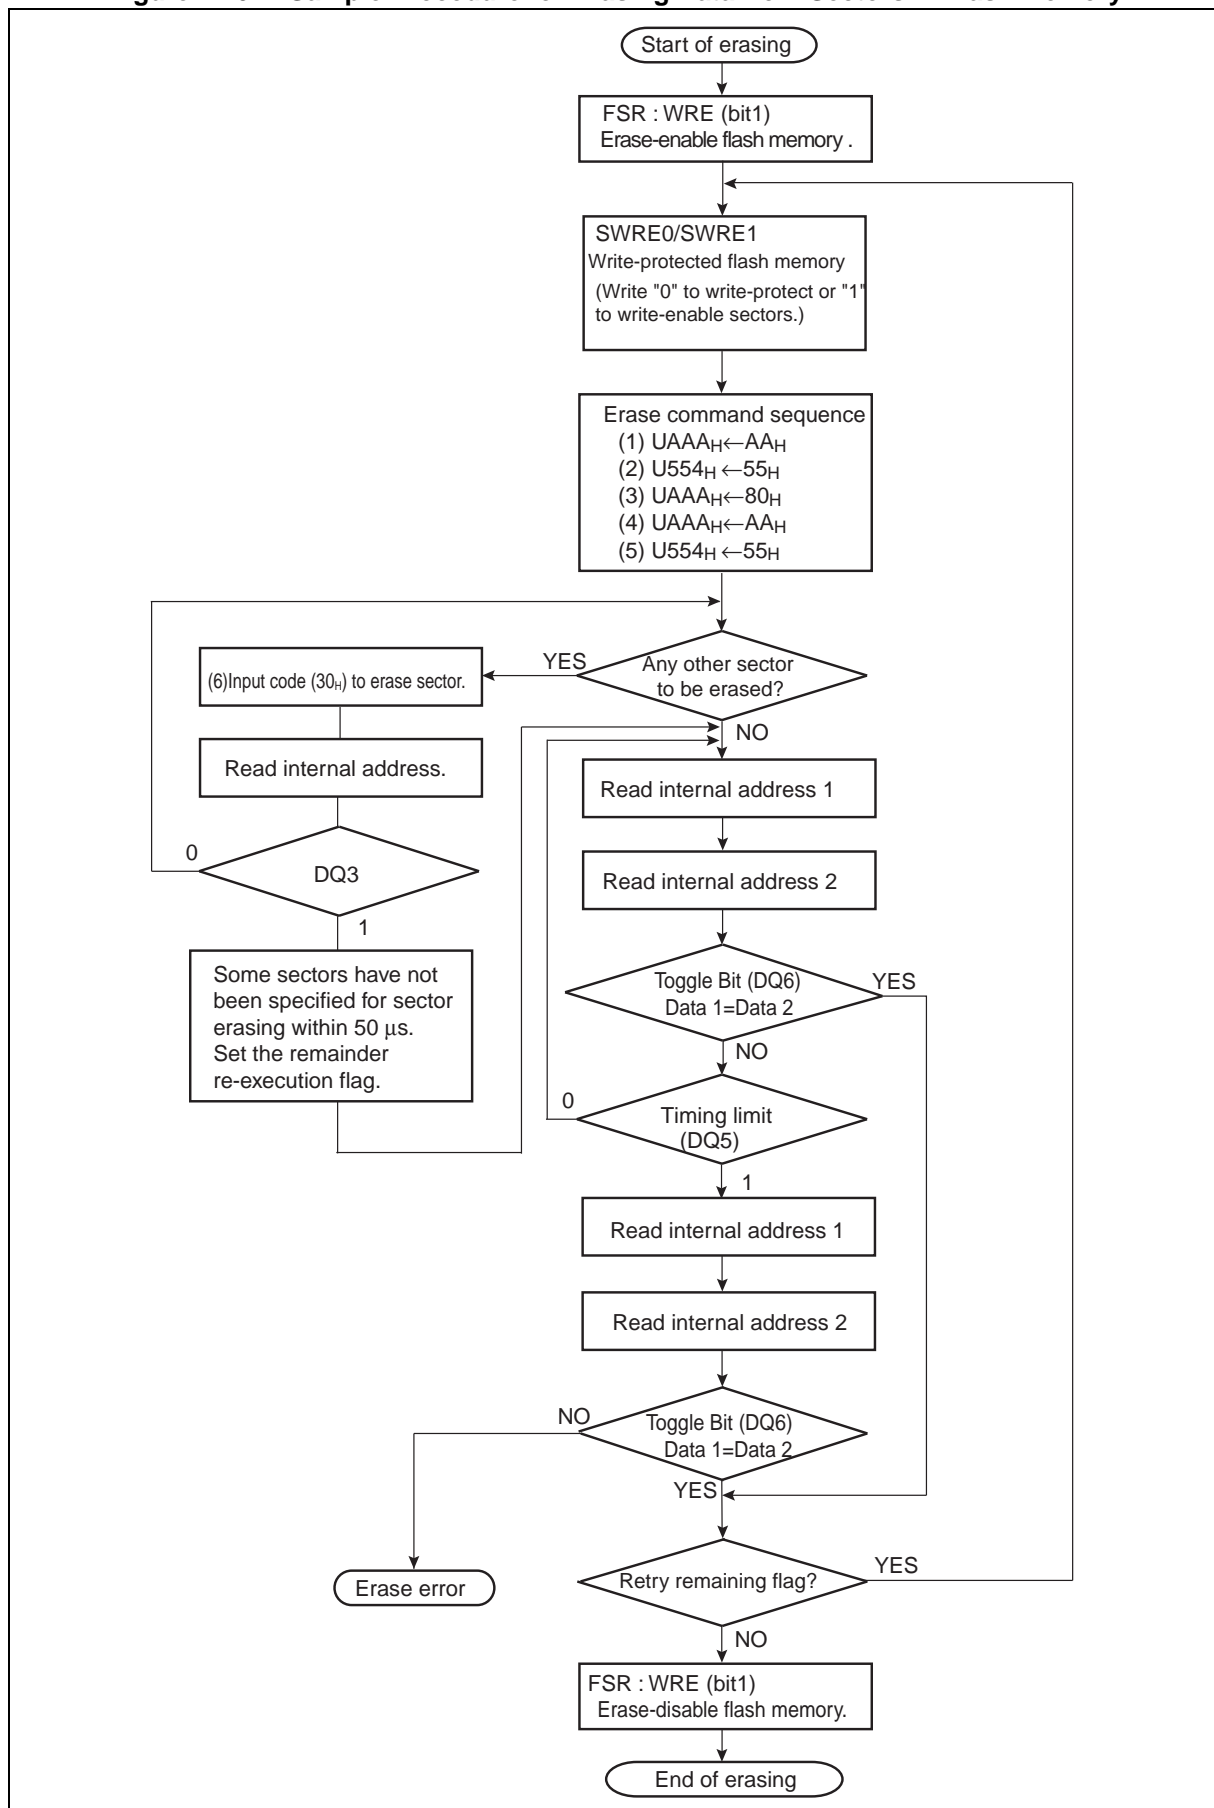 Start of erasing
FSR : WRE (bit1)
Erase-enable flash memory .
SWRE0/SWRE1
Write-protected flash memory
(Write "0" to write-protect or "1"
to write-enable sectors.)
Erase command sequence
(1) UAAAH←AAH
(2) U554H ←55H
(3) UAAAH←80H
(4) UAAAH←AAH
(5) U554H ←55H
YES
Any other sector
to be erased?
(6)Input code (30H) to erase sector.
NO
Read internal address.
Read internal address 1
0
DQ3
Read internal address 2
1
Some sectors have not
been specified for sector
erasing within 50 μs.
Set the remainder
re-execution flag.
Toggle Bit (DQ6)
Data 1=Data 2
YES
NO
0
Timing limit
(DQ5)
1
Read internal address 1
Read internal address 2
NO
Toggle Bit (DQ6)
Data 1=Data 2
YES
Erase error
Retry remaining flag?
YES
NO
FSR : WRE (bit1)
Erase-disable flash memory.
End of erasing